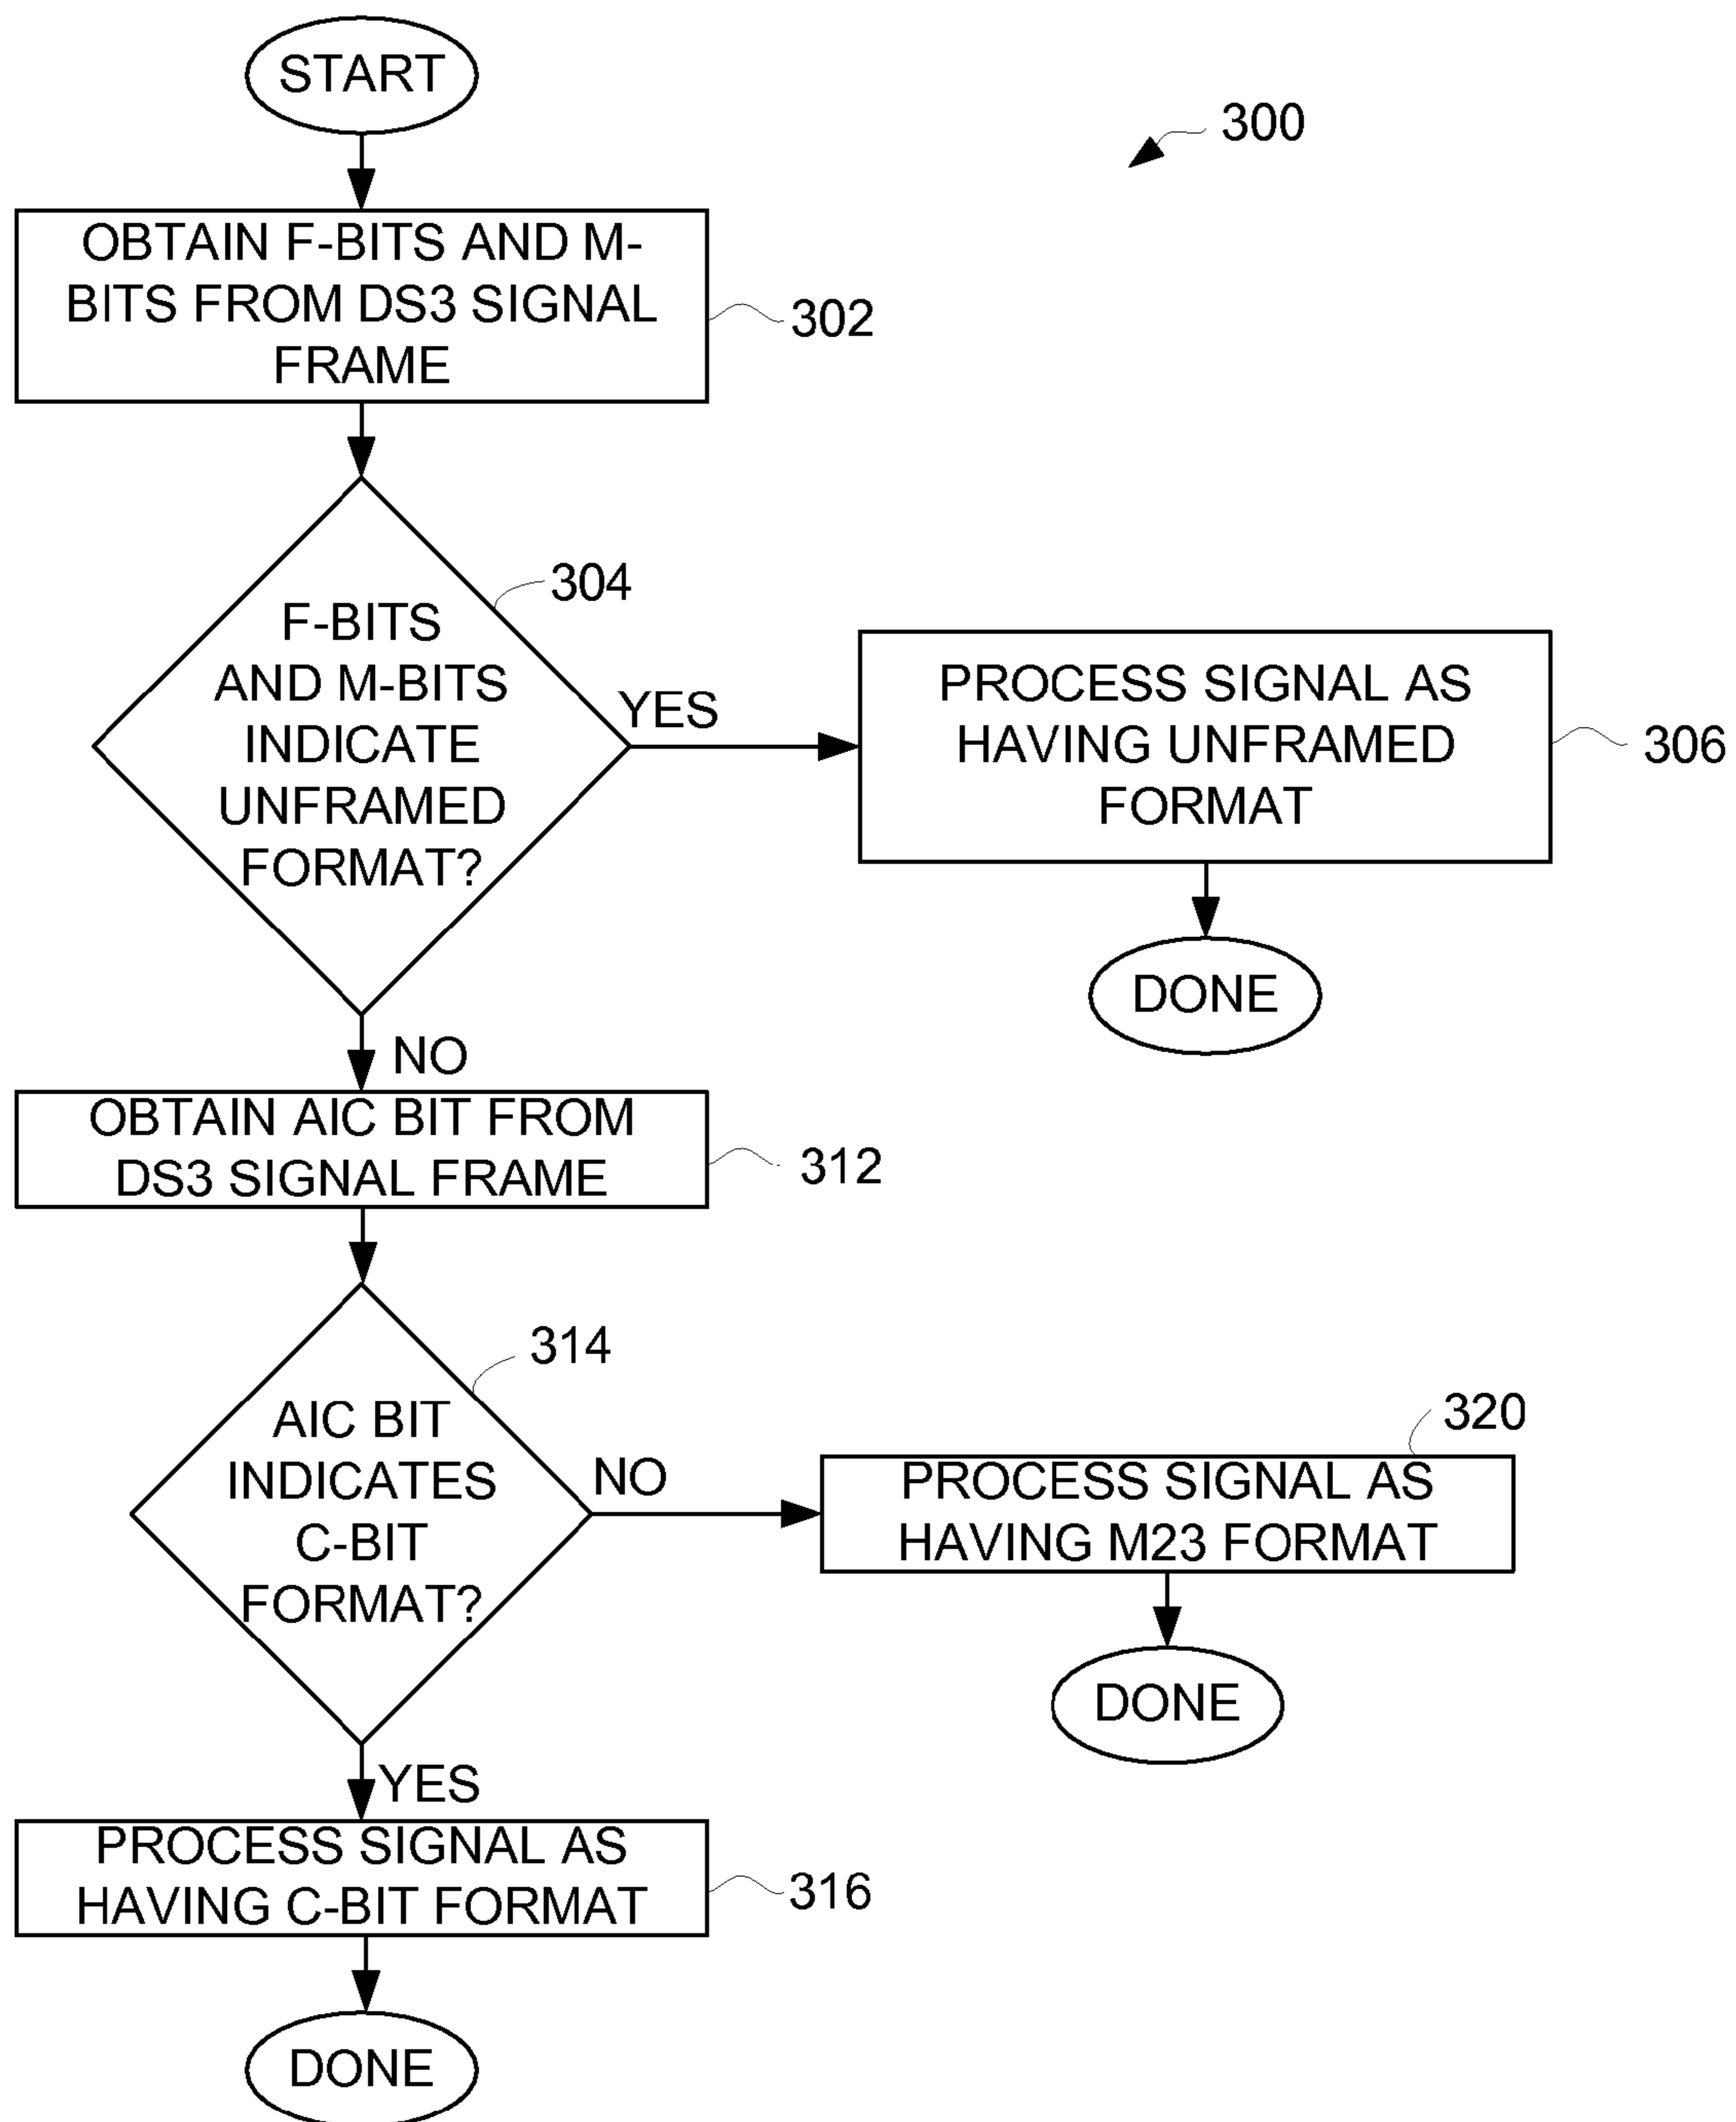 START
300
OBTAIN F-BITS AND M-
BITS FROM DS3 SIGNAL
FRAME
302
304
F-BITS
AND M-BITS
INDICATE
UNFRAMED
FORMAT?
YES
PROCESS SIGNAL AS
HAVING UNFRAMED
FORMAT
306
DONE
NO
OBTAIN AIC BIT FROM
DS3 SIGNAL FRAME
312
314
AIC BIT
INDICATES
C-BIT
FORMAT?
NO
320
PROCESS SIGNAL AS
HAVING M23 FORMAT
DONE
YES
PROCESS SIGNAL AS
HAVING C-BIT FORMAT
316
DONE